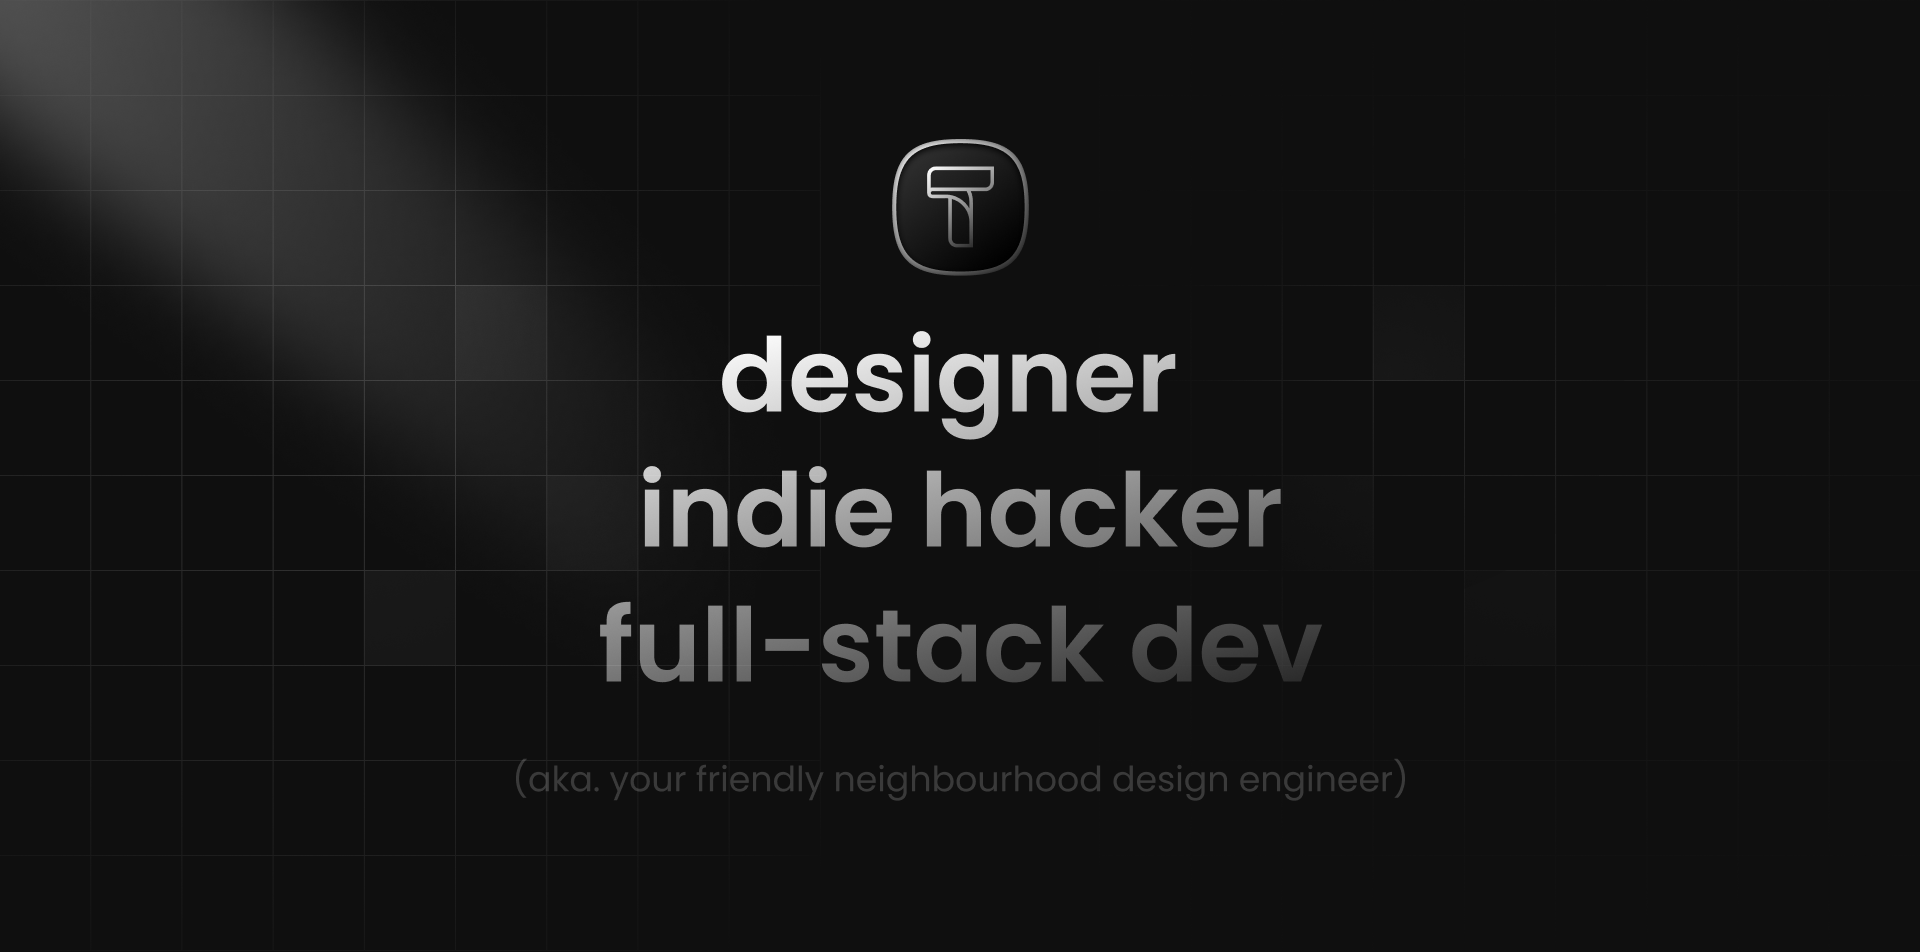 T
designer
indie hacker
full-stack dev
(aka. your friendly neighbourhood design engineer)